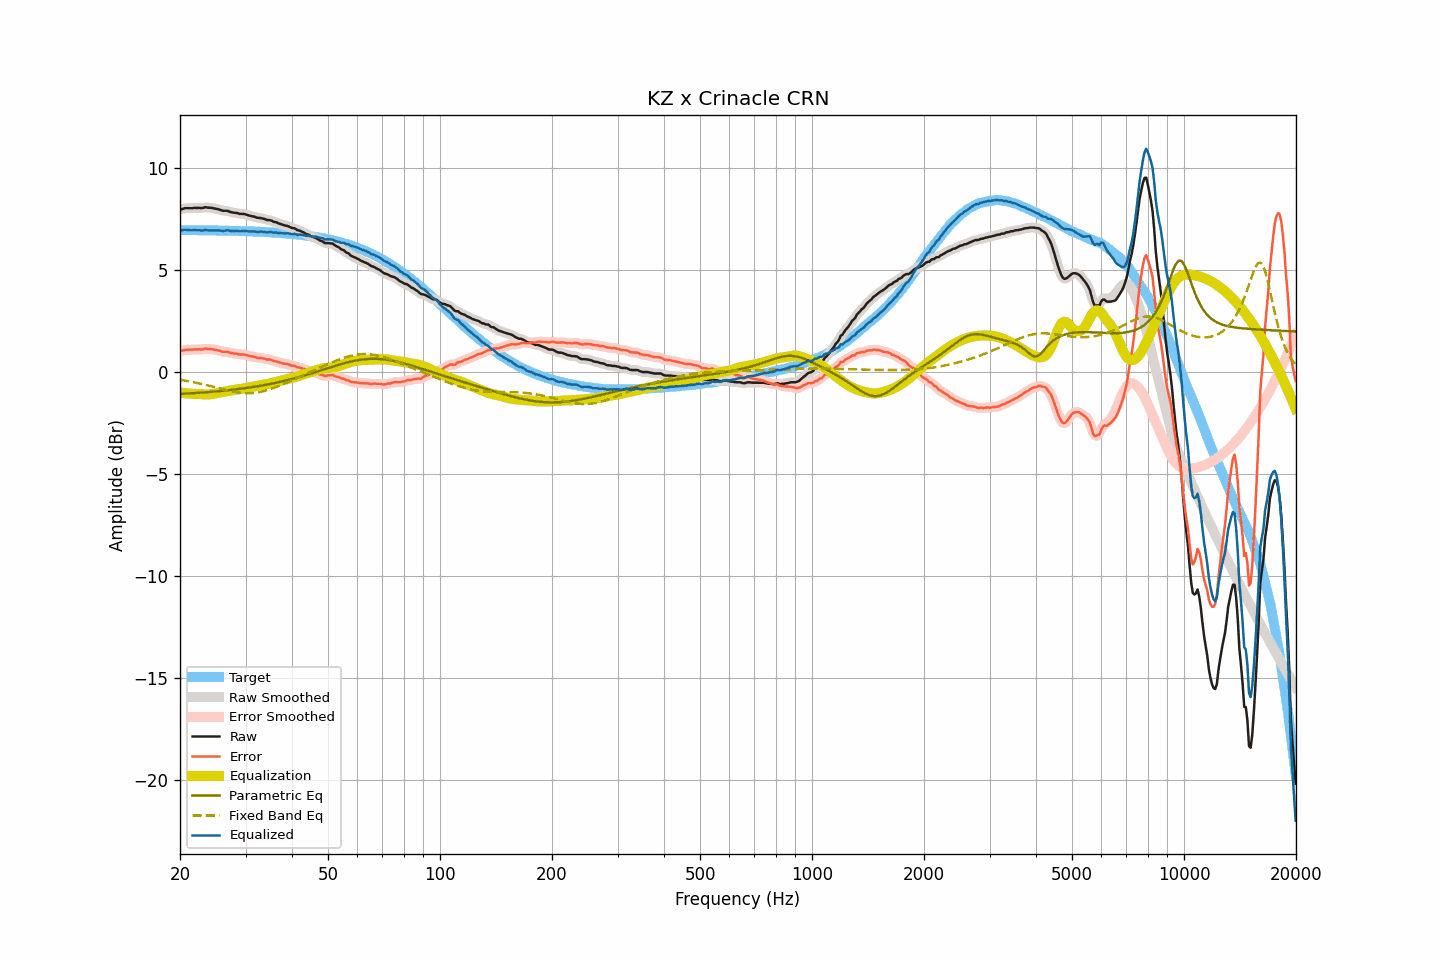 KZ x Crinacle CRN
Amplitude (dBr)
10
5
0
−5
−10
−15
−20
Target
Raw Smoothed
Error Smoothed
Raw
Error
Equalization
Parametric Eq
Fixed Band Eq
Equalized
20 50 100 200 500 1000 2000 5000 10000 20000
Frequency (Hz)